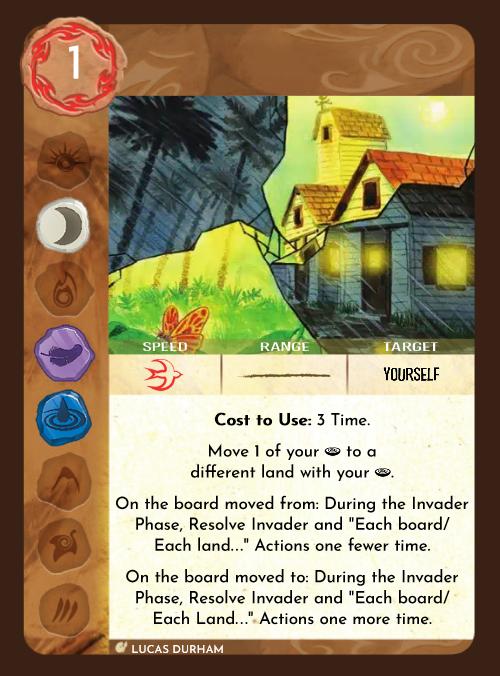 1
SPEED RANGE TARGET
YOURSELF
Cost to Use: 3 Time.
Move 1 of your to a
different land with your .
On the board moved from: During the Invader
Phase, Resolve Invader and "Each board/
Each land..." Actions one fewer time.
On the board moved to: During the Invader
Phase, Resolve Invader and "Each board/
Each Land..." Actions one more time.
LUCAS DURHAM